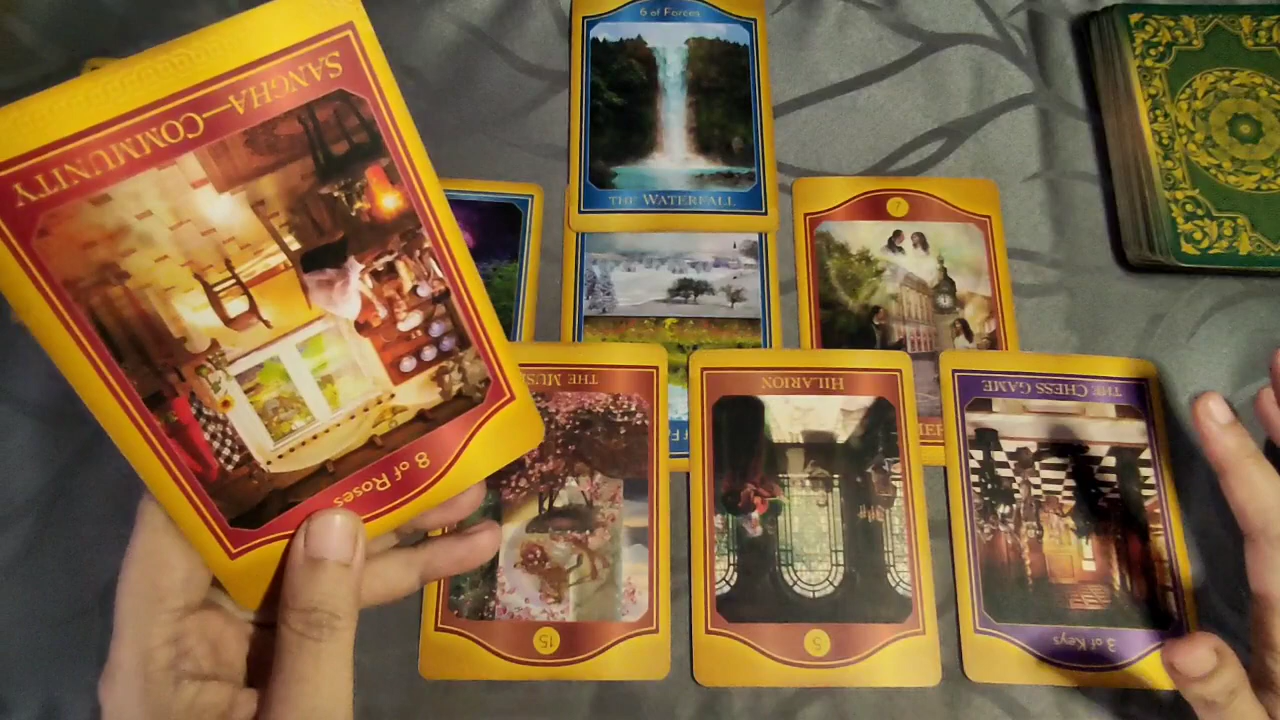 6 of Forces
THE WATERFALL
SANGHA—COMMUNITY
8 of Roses
7
THE
15
HILARION
5
THE CHESS GAME
3 of Keys